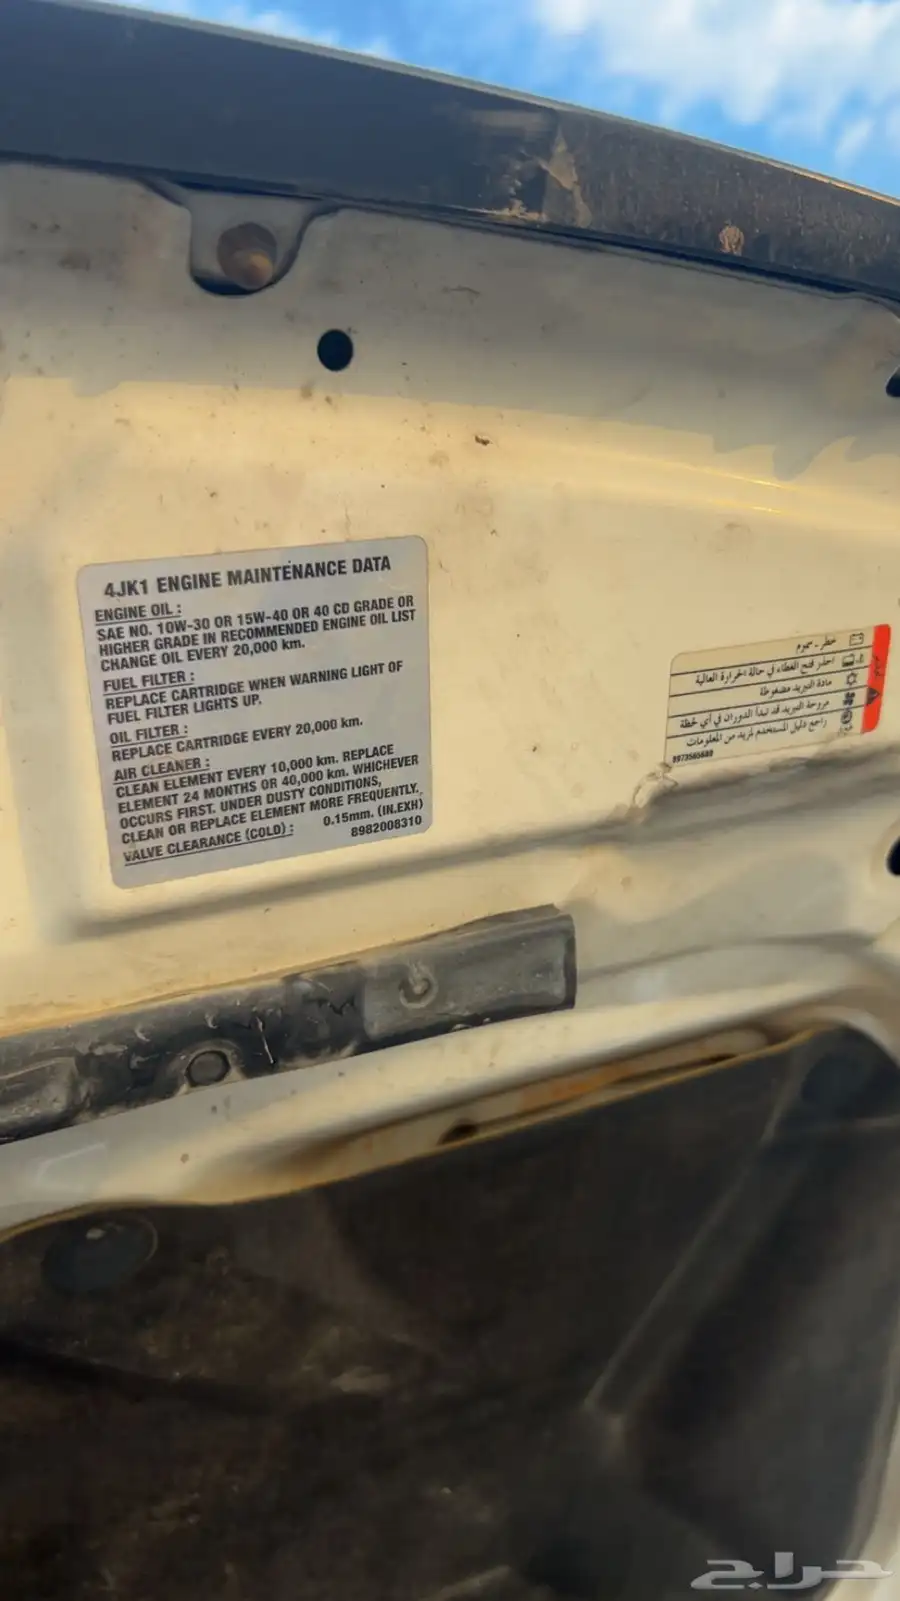 4JK1 ENGINE MAINTENANCE DATA
ENGINE OIL :
SAE NO. 10W-30 OR 15W-40 OR 40 CD GRADE OR
HIGHER GRADE IN RECOMMENDED ENGINE OIL LIST
CHANGE OIL EVERY 20,000 km.
FUEL FILTER :
REPLACE CARTRIDGE WHEN WARNING LIGHT OF
FUEL FILTER LIGHTS UP.
OIL FILTER :
REPLACE CARTRIDGE EVERY 20,000 km.
AIR CLEANER :
CLEAN ELEMENT EVERY 10,000 km. REPLACE
ELEMENT 24 MONTHS OR 40,000 km. WHICHEVER
OCCURS FIRST. UNDER DUSTY CONDITIONS,
CLEAN OR REPLACE ELEMENT MORE FREQUENTLY.
VALVE CLEARANCE (COLD) : 0.15mm. (IN.EXH)
8982008310
خطر - سموم
احذر فتح الغطاء في حالة الحرارة العالية
مادة التبريد مضغوطة
مروحة التبريد قد تبدأ الدوران في أي لحظة
راجع دليل المستخدم لمزيد من المعلومات
8973565680
حراج